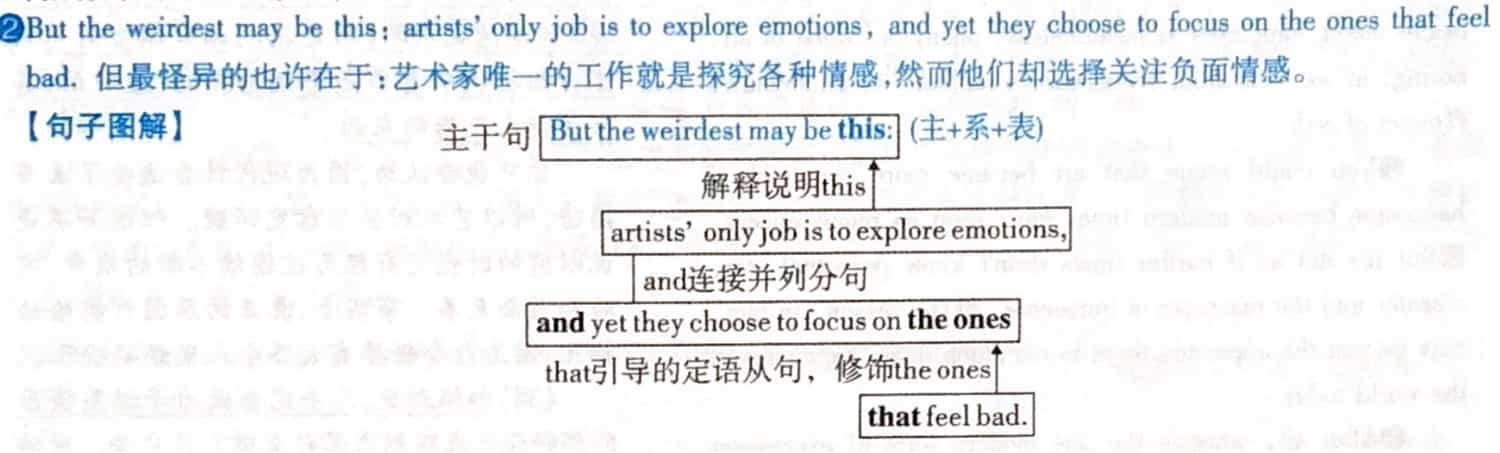 ②But the weirdest may be this: artists' only job is to explore emotions, and yet they choose to focus on the ones that feel
bad. 但最怪异的也许在于:艺术家唯一的工作就是探究各种情感,然而他们却选择关注负面情感。
【句子图解】
主干句 But the weirdest may be this: (主+系+表)
解释说明this
artists' only job is to explore emotions,
and连接并列分句
and yet they choose to focus on the ones
that引导的定语从句，修饰the ones
that feel bad.